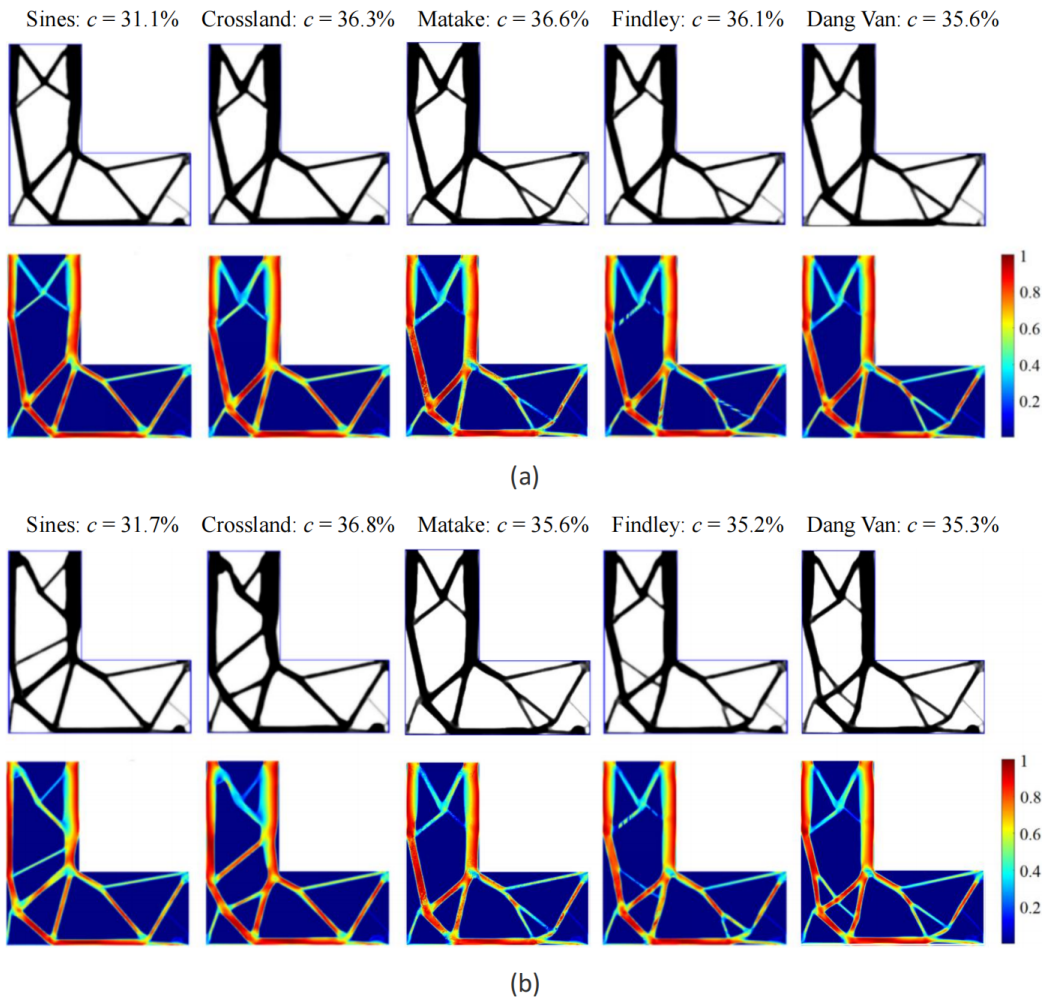 Sines: c = 31.1% Crossland: c = 36.3% Matake: c = 36.6% Findley: c = 36.1% Dang Van: c = 35.6%
1
0.8
0.6
0.4
0.2
(a)
Sines: c = 31.7% Crossland: c = 36.8% Matake: c = 35.6% Findley: c = 35.2% Dang Van: c = 35.3%
1
0.8
0.6
0.4
0.2
(b)